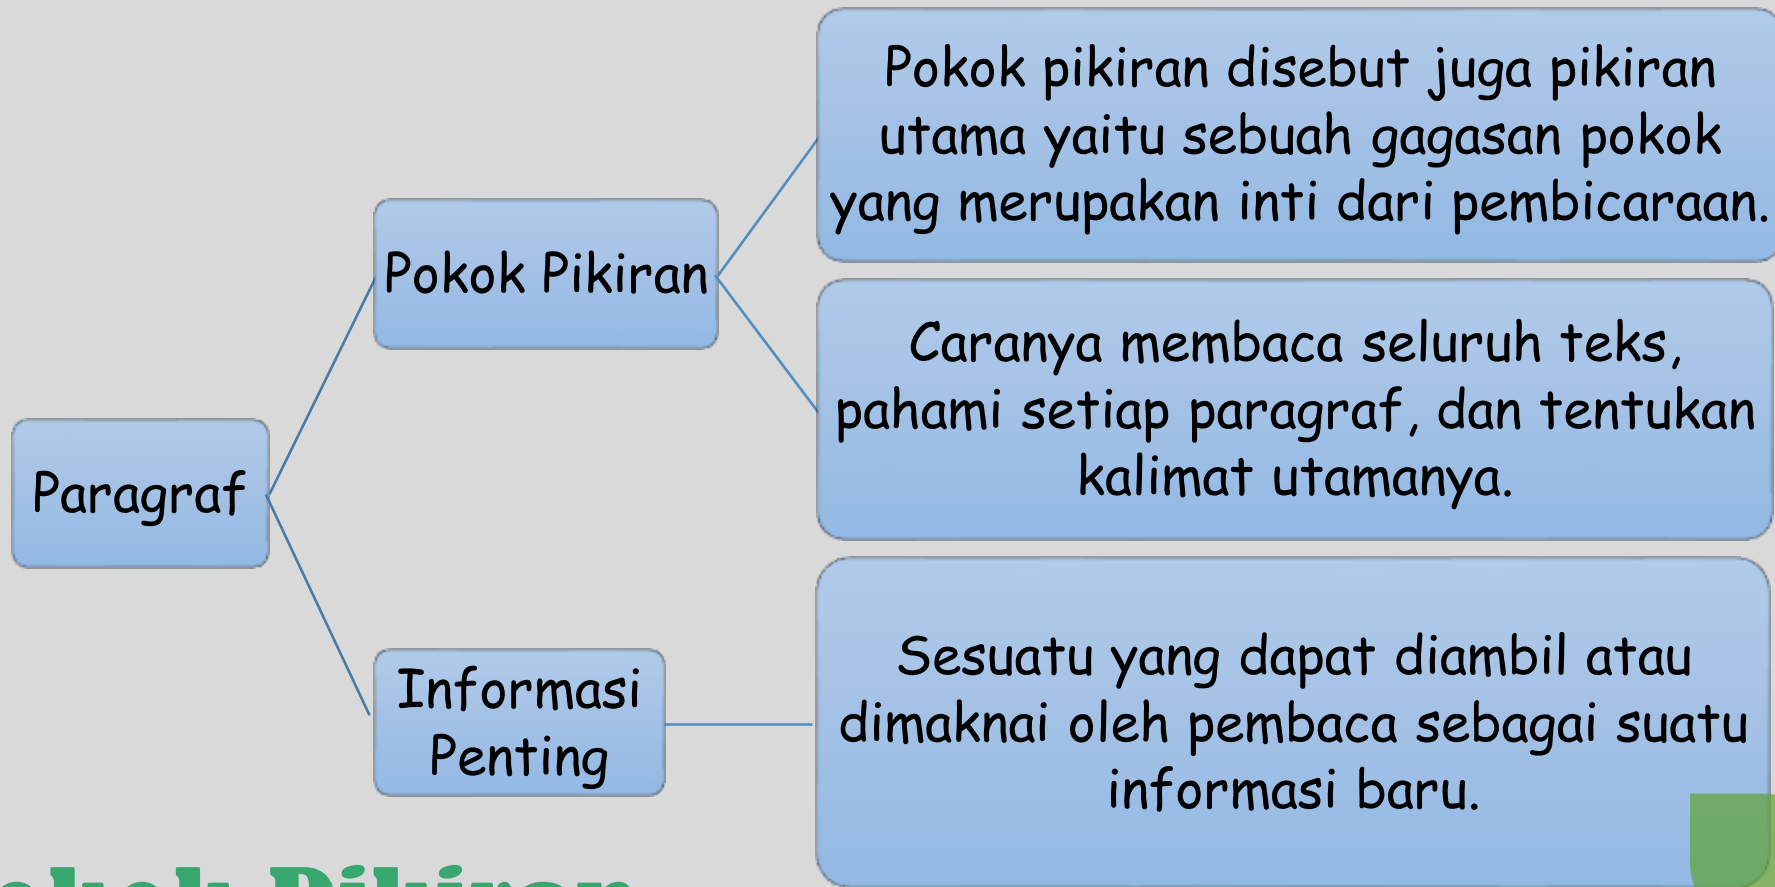 Pokok pikiran disebut juga pikiran
utama yaitu sebuah gagasan pokok
yang merupakan inti dari pembicaraan.
Pokok Pikiran
Caranya membaca seluruh teks,
pahami setiap paragraf, dan tentukan
kalimat utamanya.
Paragraf
Informasi
Penting
Sesuatu yang dapat diambil atau
dimaknai oleh pembaca sebagai suatu
informasi baru.
Pikiran